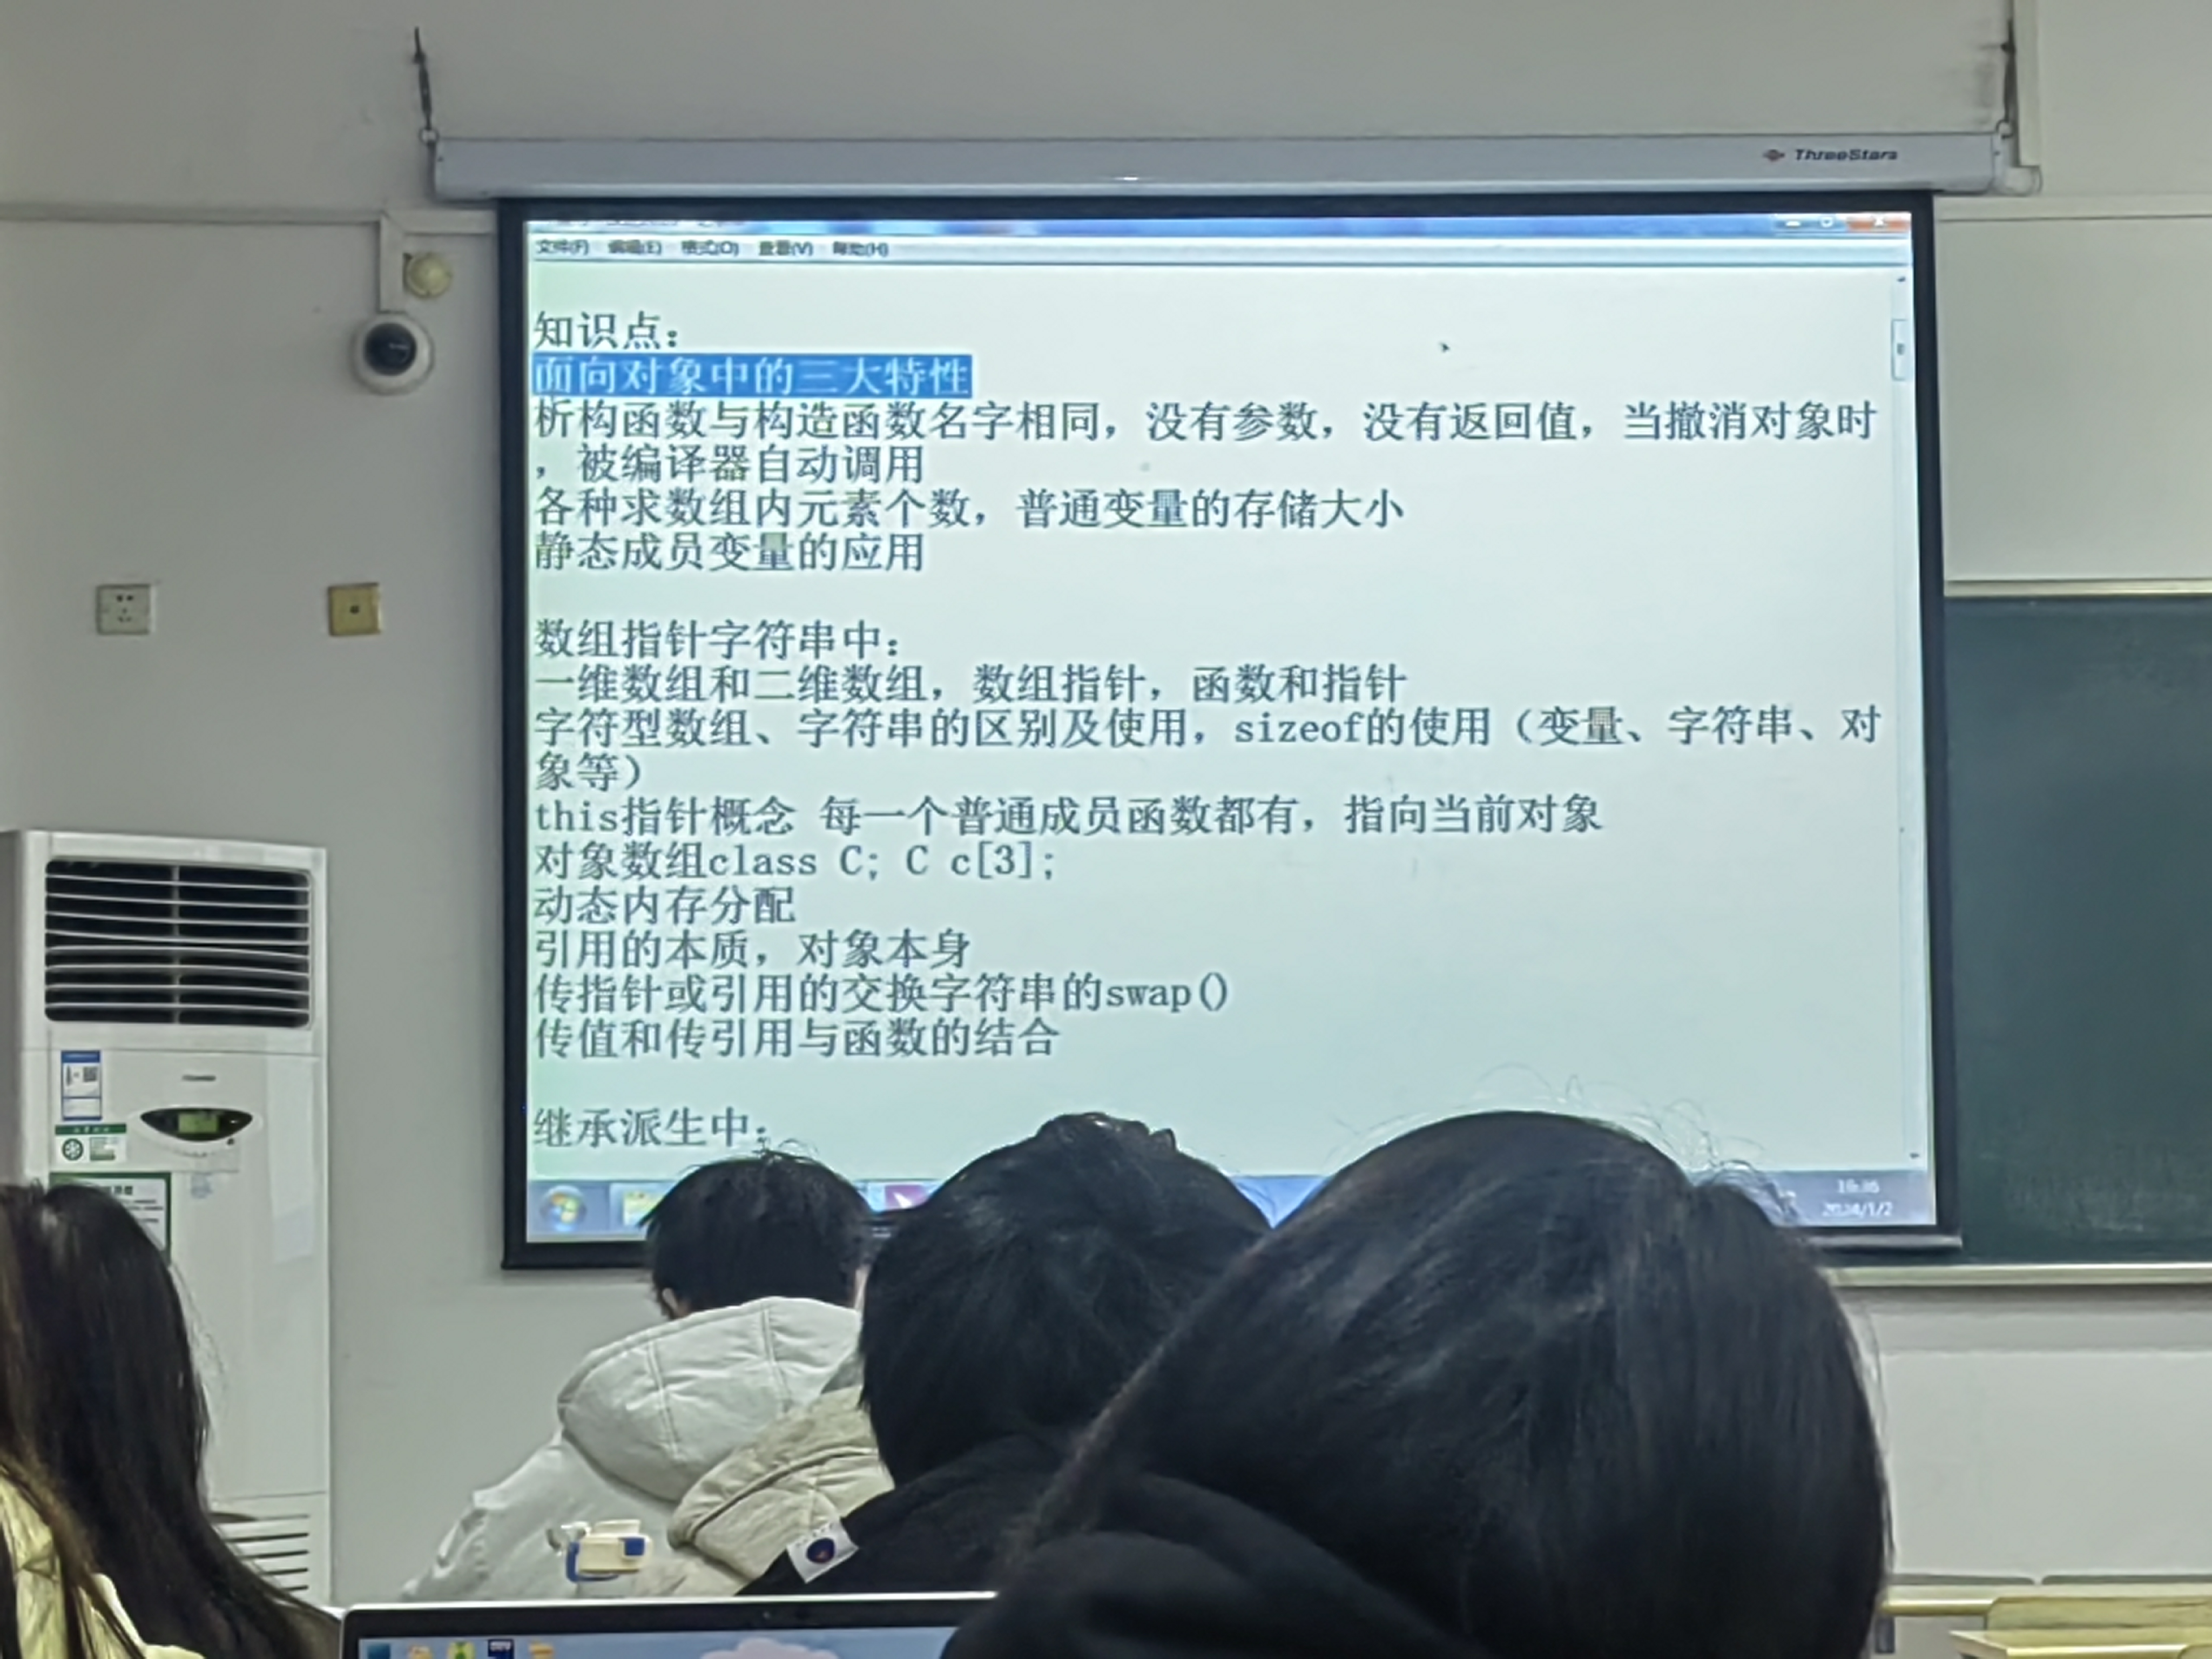 ThreeStars
文件(F) 编辑(E) 格式(O) 查看(V) 帮助(H)
知识点：
面向对象中的三大特性
析构函数与构造函数名字相同，没有参数，没有返回值，当撤消对象时
，被编译器自动调用
各种求数组内元素个数，普通变量的存储大小
静态成员变量的应用
数组指针字符串中：
一维数组和二维数组，数组指针，函数和指针
字符型数组、字符串的区别及使用，sizeof的使用（变量、字符串、对
象等）
this指针概念 每一个普通成员函数都有，指向当前对象
对象数组class C; C c[3];
动态内存分配
引用的本质，对象本身
传指针或引用的交换字符串的swap()
传值和传引用与函数的结合
继承派生中：
2024/1/2